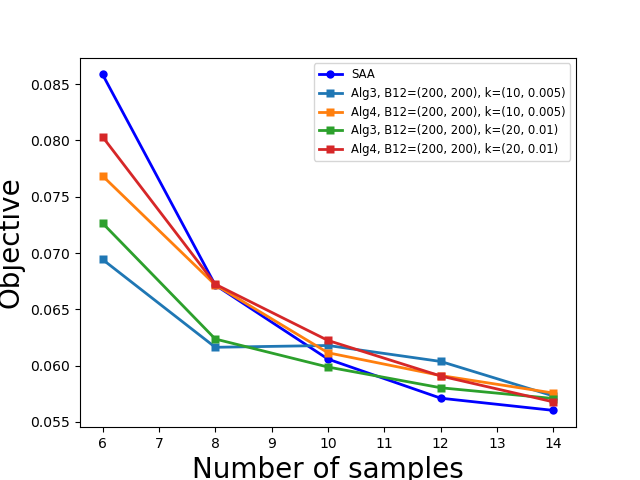 SAA
Alg3, B12=(200, 200), k=(10, 0.005)
Alg4, B12=(200, 200), k=(10, 0.005)
Alg3, B12=(200, 200), k=(20, 0.01)
Alg4, B12=(200, 200), k=(20, 0.01)
Objective
0.085
0.080
0.075
0.070
0.065
0.060
0.055
6 7 8 9 10 11 12 13 14
Number of samples